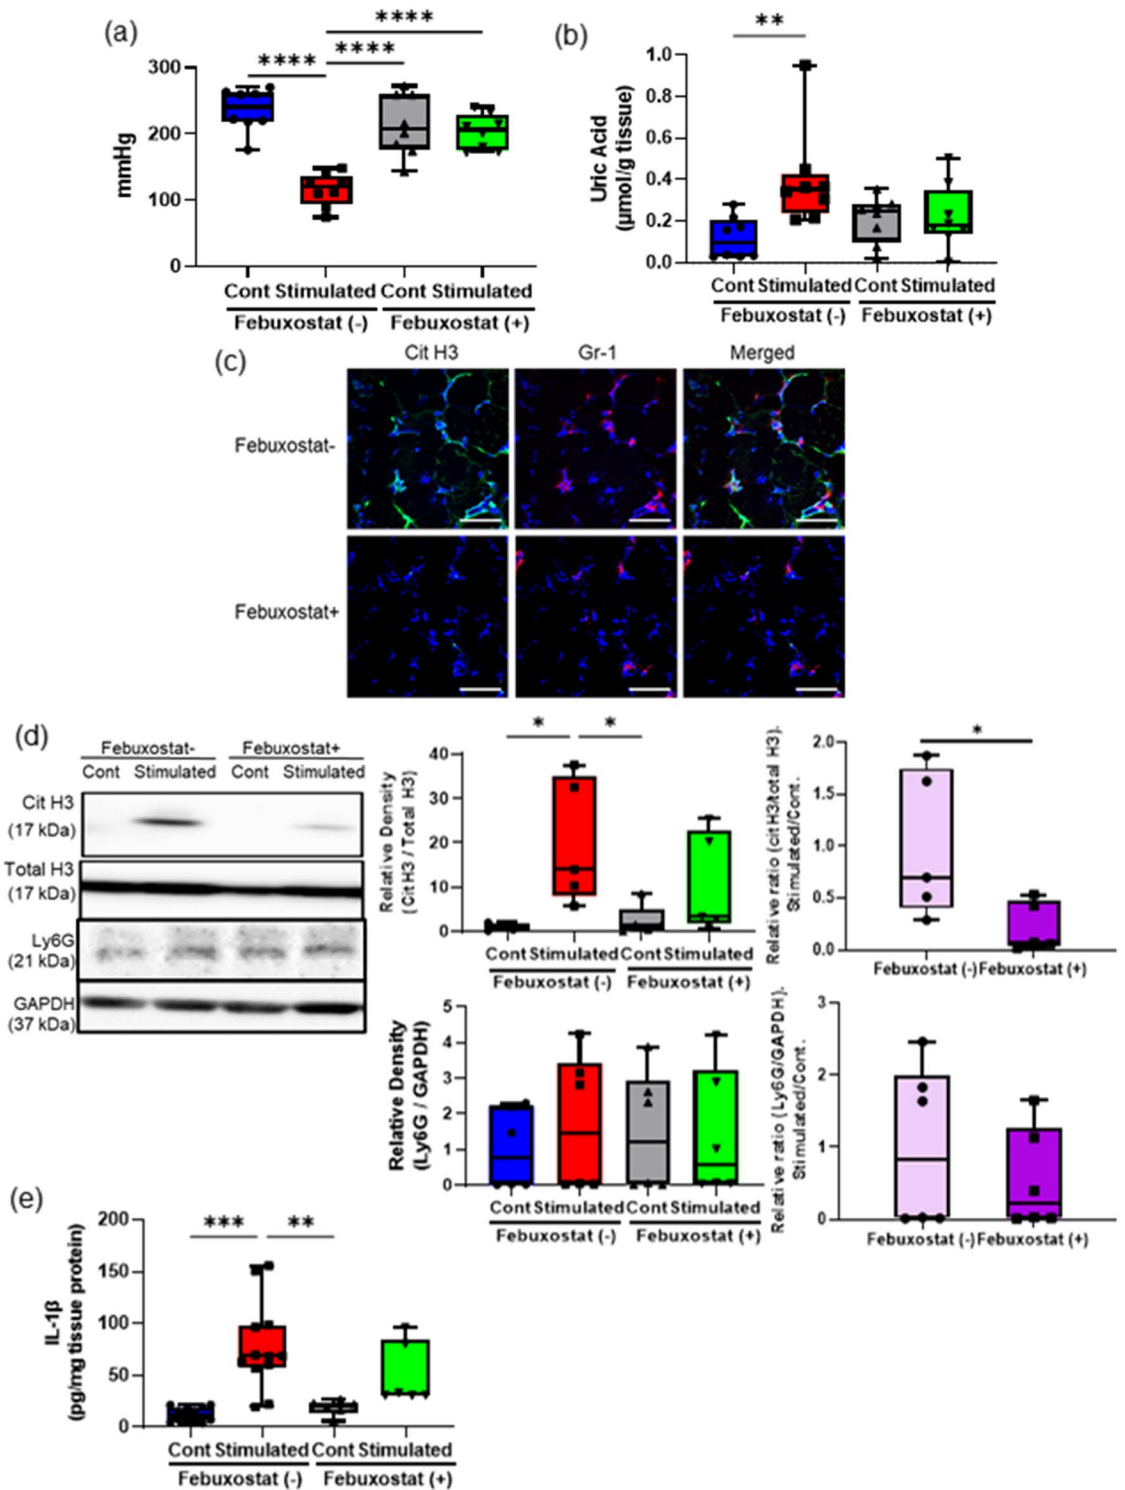 (a)
****
****
****
300
200
100
0
mmHg
Cont Stimulated Cont Stimulated
Febuxostat (-) Febuxostat (+)
(b)
**
1.0
0.8
0.6
0.4
0.2
0.0
Uric Acid
(µmol/g tissue)
Cont Stimulated Cont Stimulated
Febuxostat (-) Febuxostat (+)
(c)
Cit H3 Gr-1 Merged
Febuxostat-
Febuxostat+
(d)
Febuxostat- Febuxostat+
Cont Stimulated Cont Stimulated
Cit H3
(17 kDa)
Total H3
(17 kDa)
Ly6G
(21 kDa)
GAPDH
(37 kDa)
* *
40
30
20
10
0
Relative Density
(Cit H3 / Total H3)
Cont Stimulated Cont Stimulated
Febuxostat (-) Febuxostat (+)
*
2.0
1.5
1.0
0.5
0.0
Relative ratio (citH3/total H3).
Stimulated/Cont.
Febuxostat (-) Febuxostat (+)
5
4
3
2
1
0
Relative Density
(Ly6G / GAPDH)
Cont Stimulated Cont Stimulated
Febuxostat (-) Febuxostat (+)
3
2
1
0
Relative ratio (Ly6G/GAPDH).
Stimulated/Cont.
Febuxostat (-) Febuxostat (+)
(e)
*** **
200
150
100
50
0
IL-1β
(pg/mg tissue protein)
Cont Stimulated Cont Stimulated
Febuxostat (-) Febuxostat (+)